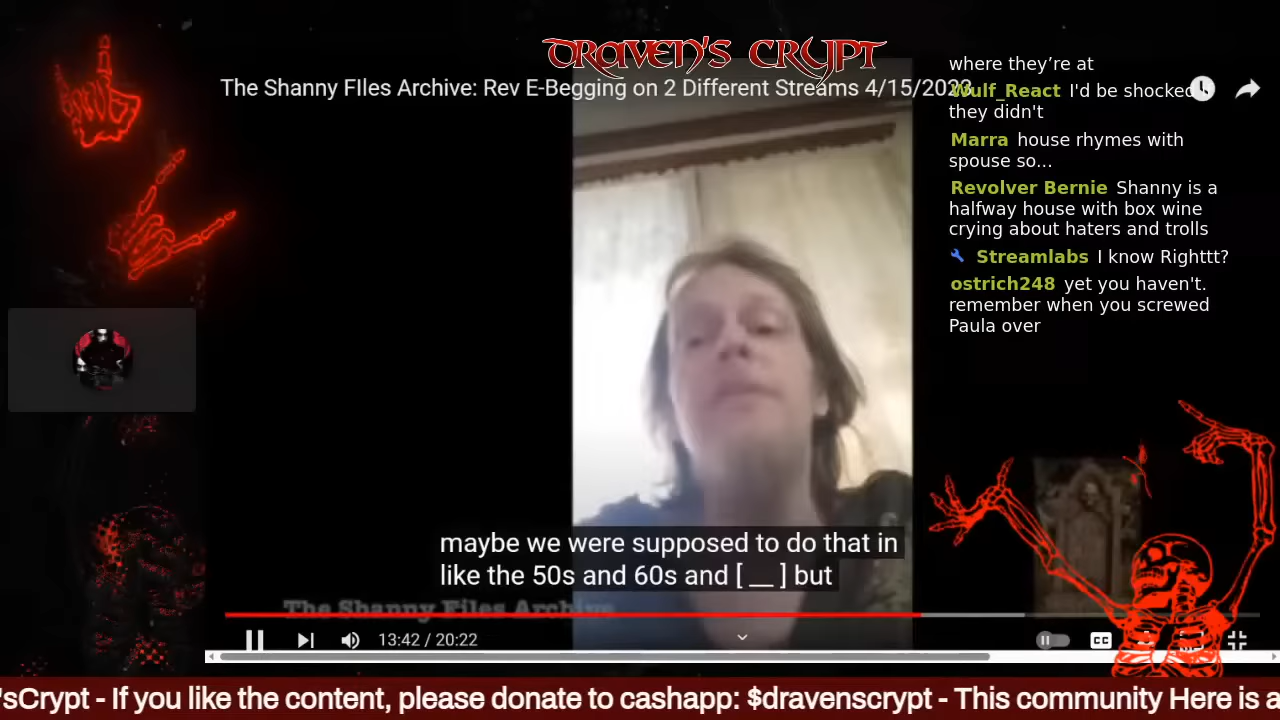 DRAVEN'S CRYPT
The Shanny FIles Archive: Rev E-Begging on 2 Different Streams 4/15/2023
where they’re at
Wulf_React I'd be shocked
they didn't
Marra house rhymes with
spouse so...
Revolver Bernie Shanny is a
halfway house with box wine
crying about haters and trolls
Streamlabs I know Righttt?
ostrich248 yet you haven't.
remember when you screwed
Paula over
maybe we were supposed to do that in
like the 50s and 60s and [ __ ] but
The Shanny Files Archive
13:42 / 20:22
CC
'sCrypt - If you like the content, please donate to cashapp: $dravenscrypt - This community Here is a